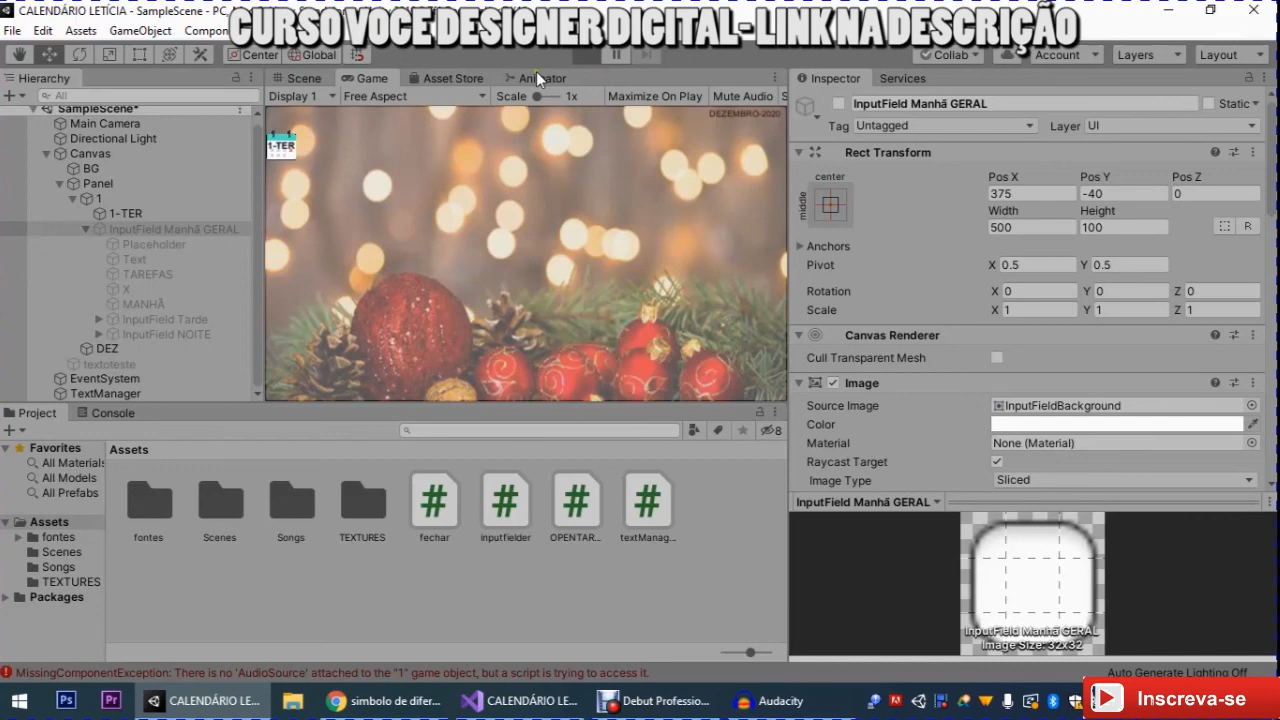 CALENDÁRIO LETÍCIA - SampleScene - PC,
CURSO VOCE DESIGNER DIGITAL - LINK NA DESCRIÇÃO
File Edit Assets GameObject
Center Global Collab Account Layers Layout
Hierarchy Scene Game Asset Store Animator Inspector Services
All Display 1 Free Aspect Scale 1x Maximize On Play Mute Audio
InputField Manhã GERAL Static
Tag Untagged Layer UI
SampleScene*
Main Camera
Directional Light
Canvas
BG
Panel
1
1-TER
InputField Manhã GERAL
Placeholder
Text
TAREFAS
X
MANHÃ
InputField Tarde
InputField NOITE
DEZ
textoteste
EventSystem
TextManager
DEZEMBRO-2020
1-TER
Rect Transform
center
middle
Pos X Pos Y Pos Z
375 -40 0
Width Height
500 100
R
Anchors
Pivot X 0.5 Y 0.5
Rotation X 0 Y 0 Z 0
Scale X 1 Y 1 Z 1
Canvas Renderer
Cull Transparent Mesh
Image
Source Image InputFieldBackground
Color
Material None (Material)
Raycast Target
Image Type Sliced
Project Console
8
Favorites
All Materials
All Models
All Prefabs
Assets
fontes
Scenes
Songs
TEXTURES
Packages
Assets
fontes Scenes Songs TEXTURES fechar inputfielder OPENTAR... textManag...
InputField Manhã GERAL
InputField Manhã GERAL
Image Size: 32x32
MissingComponentException: There is no 'AudioSource' attached to the "1" game object, but a script is trying to access it.
Auto Generate Lighting Off
CALENDÁRIO LE... simbolo de difer... CALENDÁRIO LE... Debut Professio... Audacity
Inscreva-se